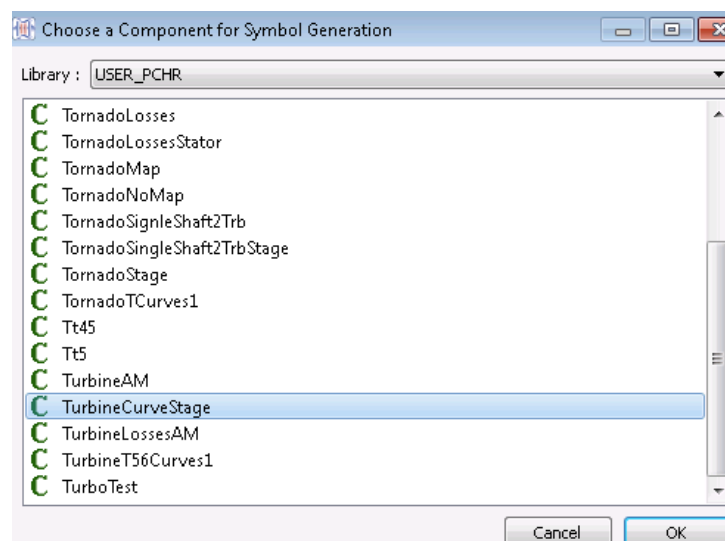 Choose a Component for Symbol Generation
Library : USER_PCHR
C TornadoLosses
C TornadoLossesStator
C TornadoMap
C TornadoNoMap
C TornadoSignleShaft2Trb
C TornadoSingleShaft2TrbStage
C TornadoStage
C TornadoTCurves1
C Tt45
C Tt5
C TurbineAM
C TurbineCurveStage
C TurbineLossesAM
C TurbineT56Curves1
C TurboTest
Cancel OK